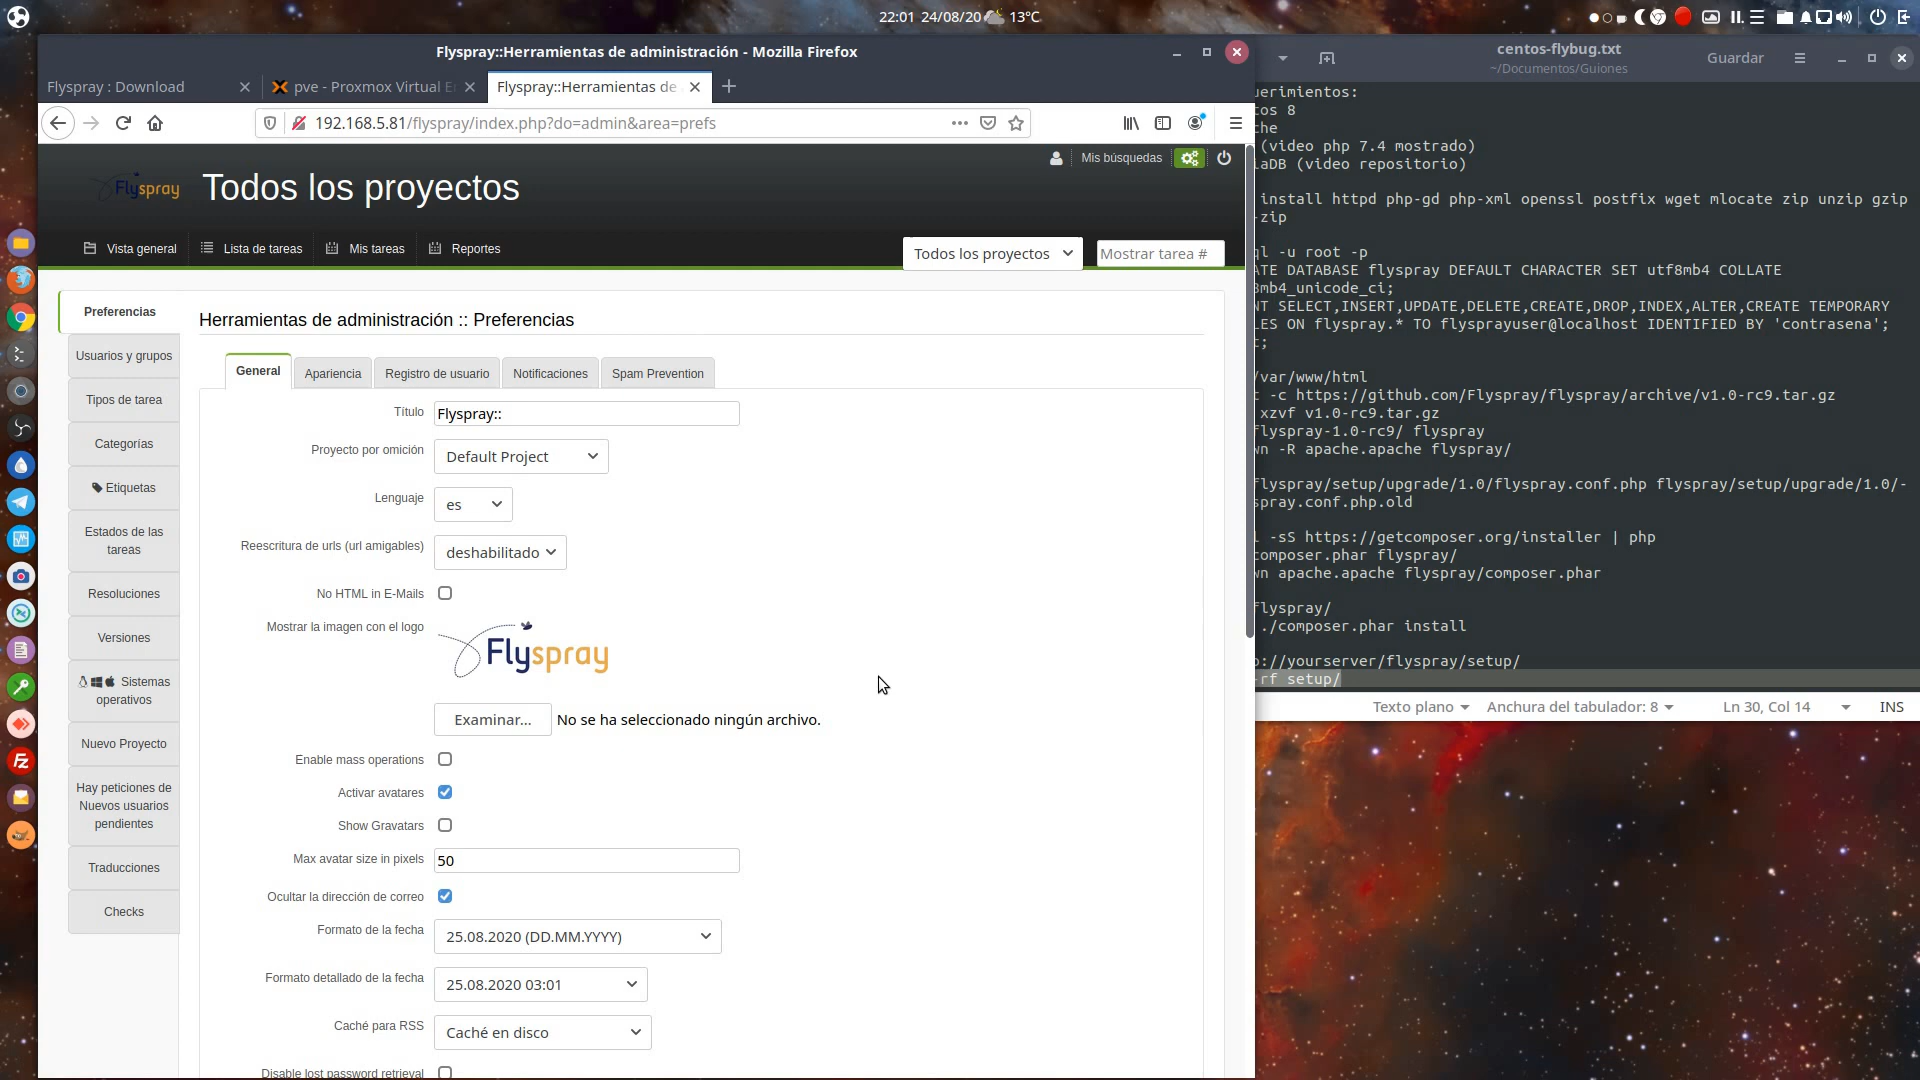 22:01 24/08/20 13°C
Flyspray::Herramientas de administración - Mozilla Firefox
Flyspray : Download
pve - Proxmox Virtual E
Flyspray::Herramientas de
192.168.5.81/flyspray/index.php?do=admin&area=prefs
Mis búsquedas
Flyspray
Todos los proyectos
Vista general
Lista de tareas
Mis tareas
Reportes
Todos los proyectos
Mostrar tarea #
Preferencias
Usuarios y grupos
Tipos de tarea
Categorías
Etiquetas
Estados de las
tareas
Resoluciones
Versiones
Sistemas
operativos
Nuevo Proyecto
Hay peticiones de
Nuevos usuarios
pendientes
Traducciones
Checks
Herramientas de administración :: Preferencias
General
Apariencia
Registro de usuario
Notificaciones
Spam Prevention
Título
Flyspray::
Proyecto por omición
Default Project
Lenguaje
es
Reescritura de urls (url amigables)
deshabilitado
No HTML in E-Mails
Mostrar la imagen con el logo
Flyspray
Examinar...
No se ha seleccionado ningún archivo.
Enable mass operations
Activar avatares
Show Gravatars
Max avatar size in pixels
50
Ocultar la dirección de correo
Formato de la fecha
25.08.2020 (DD.MM.YYYY)
Formato detallado de la fecha
25.08.2020 03:01
Caché para RSS
Caché en disco
Disable lost password retrieval
centos-flybug.txt
~/Documentos/Guiones
Guardar
uerimientos:
tos 8
che
(video php 7.4 mostrado)
iaDB (video repositorio)
install httpd php-gd php-xml openssl postfix wget mlocate zip unzip gzip
-zip
ql -u root -p
ATE DATABASE flyspray DEFAULT CHARACTER SET utf8mb4 COLLATE
8mb4_unicode_ci;
NT SELECT,INSERT,UPDATE,DELETE,CREATE,DROP,INDEX,ALTER,CREATE TEMPORARY
LES ON flyspray.* TO flysprayuser@localhost IDENTIFIED BY 'contrasena';
t;
/var/www/html
t -c https://github.com/Flyspray/flyspray/archive/v1.0-rc9.tar.gz
xzvf v1.0-rc9.tar.gz
flyspray-1.0-rc9/ flyspray
wn -R apache.apache flyspray/
flyspray/setup/upgrade/1.0/flyspray.conf.php flyspray/setup/upgrade/1.0/-
spray.conf.php.old
l -sS https://getcomposer.org/installer | php
composer.phar flyspray/
wn apache.apache flyspray/composer.phar
flyspray/
./composer.phar install
p://yourserver/flyspray/setup/
-rf setup/
Texto plano
Anchura del tabulador: 8
Ln 30, Col 14
INS